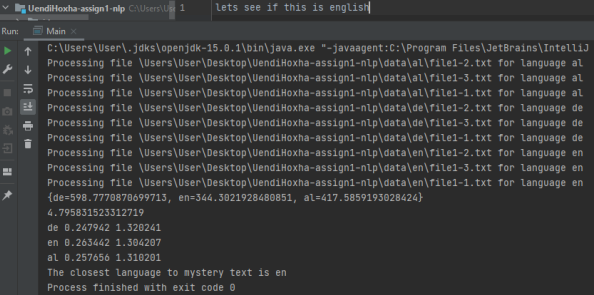 UendiHoxha-assign1-nlp C:\Users\Us
1 lets see if this is english
Run: Main
C:\Users\User\.jdks\openjdk-15.0.1\bin\java.exe "-javaagent:C:\Program Files\JetBrains\IntelliJ
Processing file \Users\User\Desktop\UendiHoxha-assign1-nlp\data\al\file1-2.txt for language al
Processing file \Users\User\Desktop\UendiHoxha-assign1-nlp\data\al\file1-3.txt for language al
Processing file \Users\User\Desktop\UendiHoxha-assign1-nlp\data\al\file1-1.txt for language al
Processing file \Users\User\Desktop\UendiHoxha-assign1-nlp\data\de\file1-2.txt for language de
Processing file \Users\User\Desktop\UendiHoxha-assign1-nlp\data\de\file1-3.txt for language de
Processing file \Users\User\Desktop\UendiHoxha-assign1-nlp\data\de\file1-1.txt for language de
Processing file \Users\User\Desktop\UendiHoxha-assign1-nlp\data\en\file1-2.txt for language en
Processing file \Users\User\Desktop\UendiHoxha-assign1-nlp\data\en\file1-3.txt for language en
Processing file \Users\User\Desktop\UendiHoxha-assign1-nlp\data\en\file1-1.txt for language en
{de=598.7770870699713, en=344.3021928480851, al=417.5859193028424}
4.795831523312719
de 0.247942 1.320241
en 0.263442 1.304207
al 0.257656 1.310201
The closest language to mystery text is en
Process finished with exit code 0